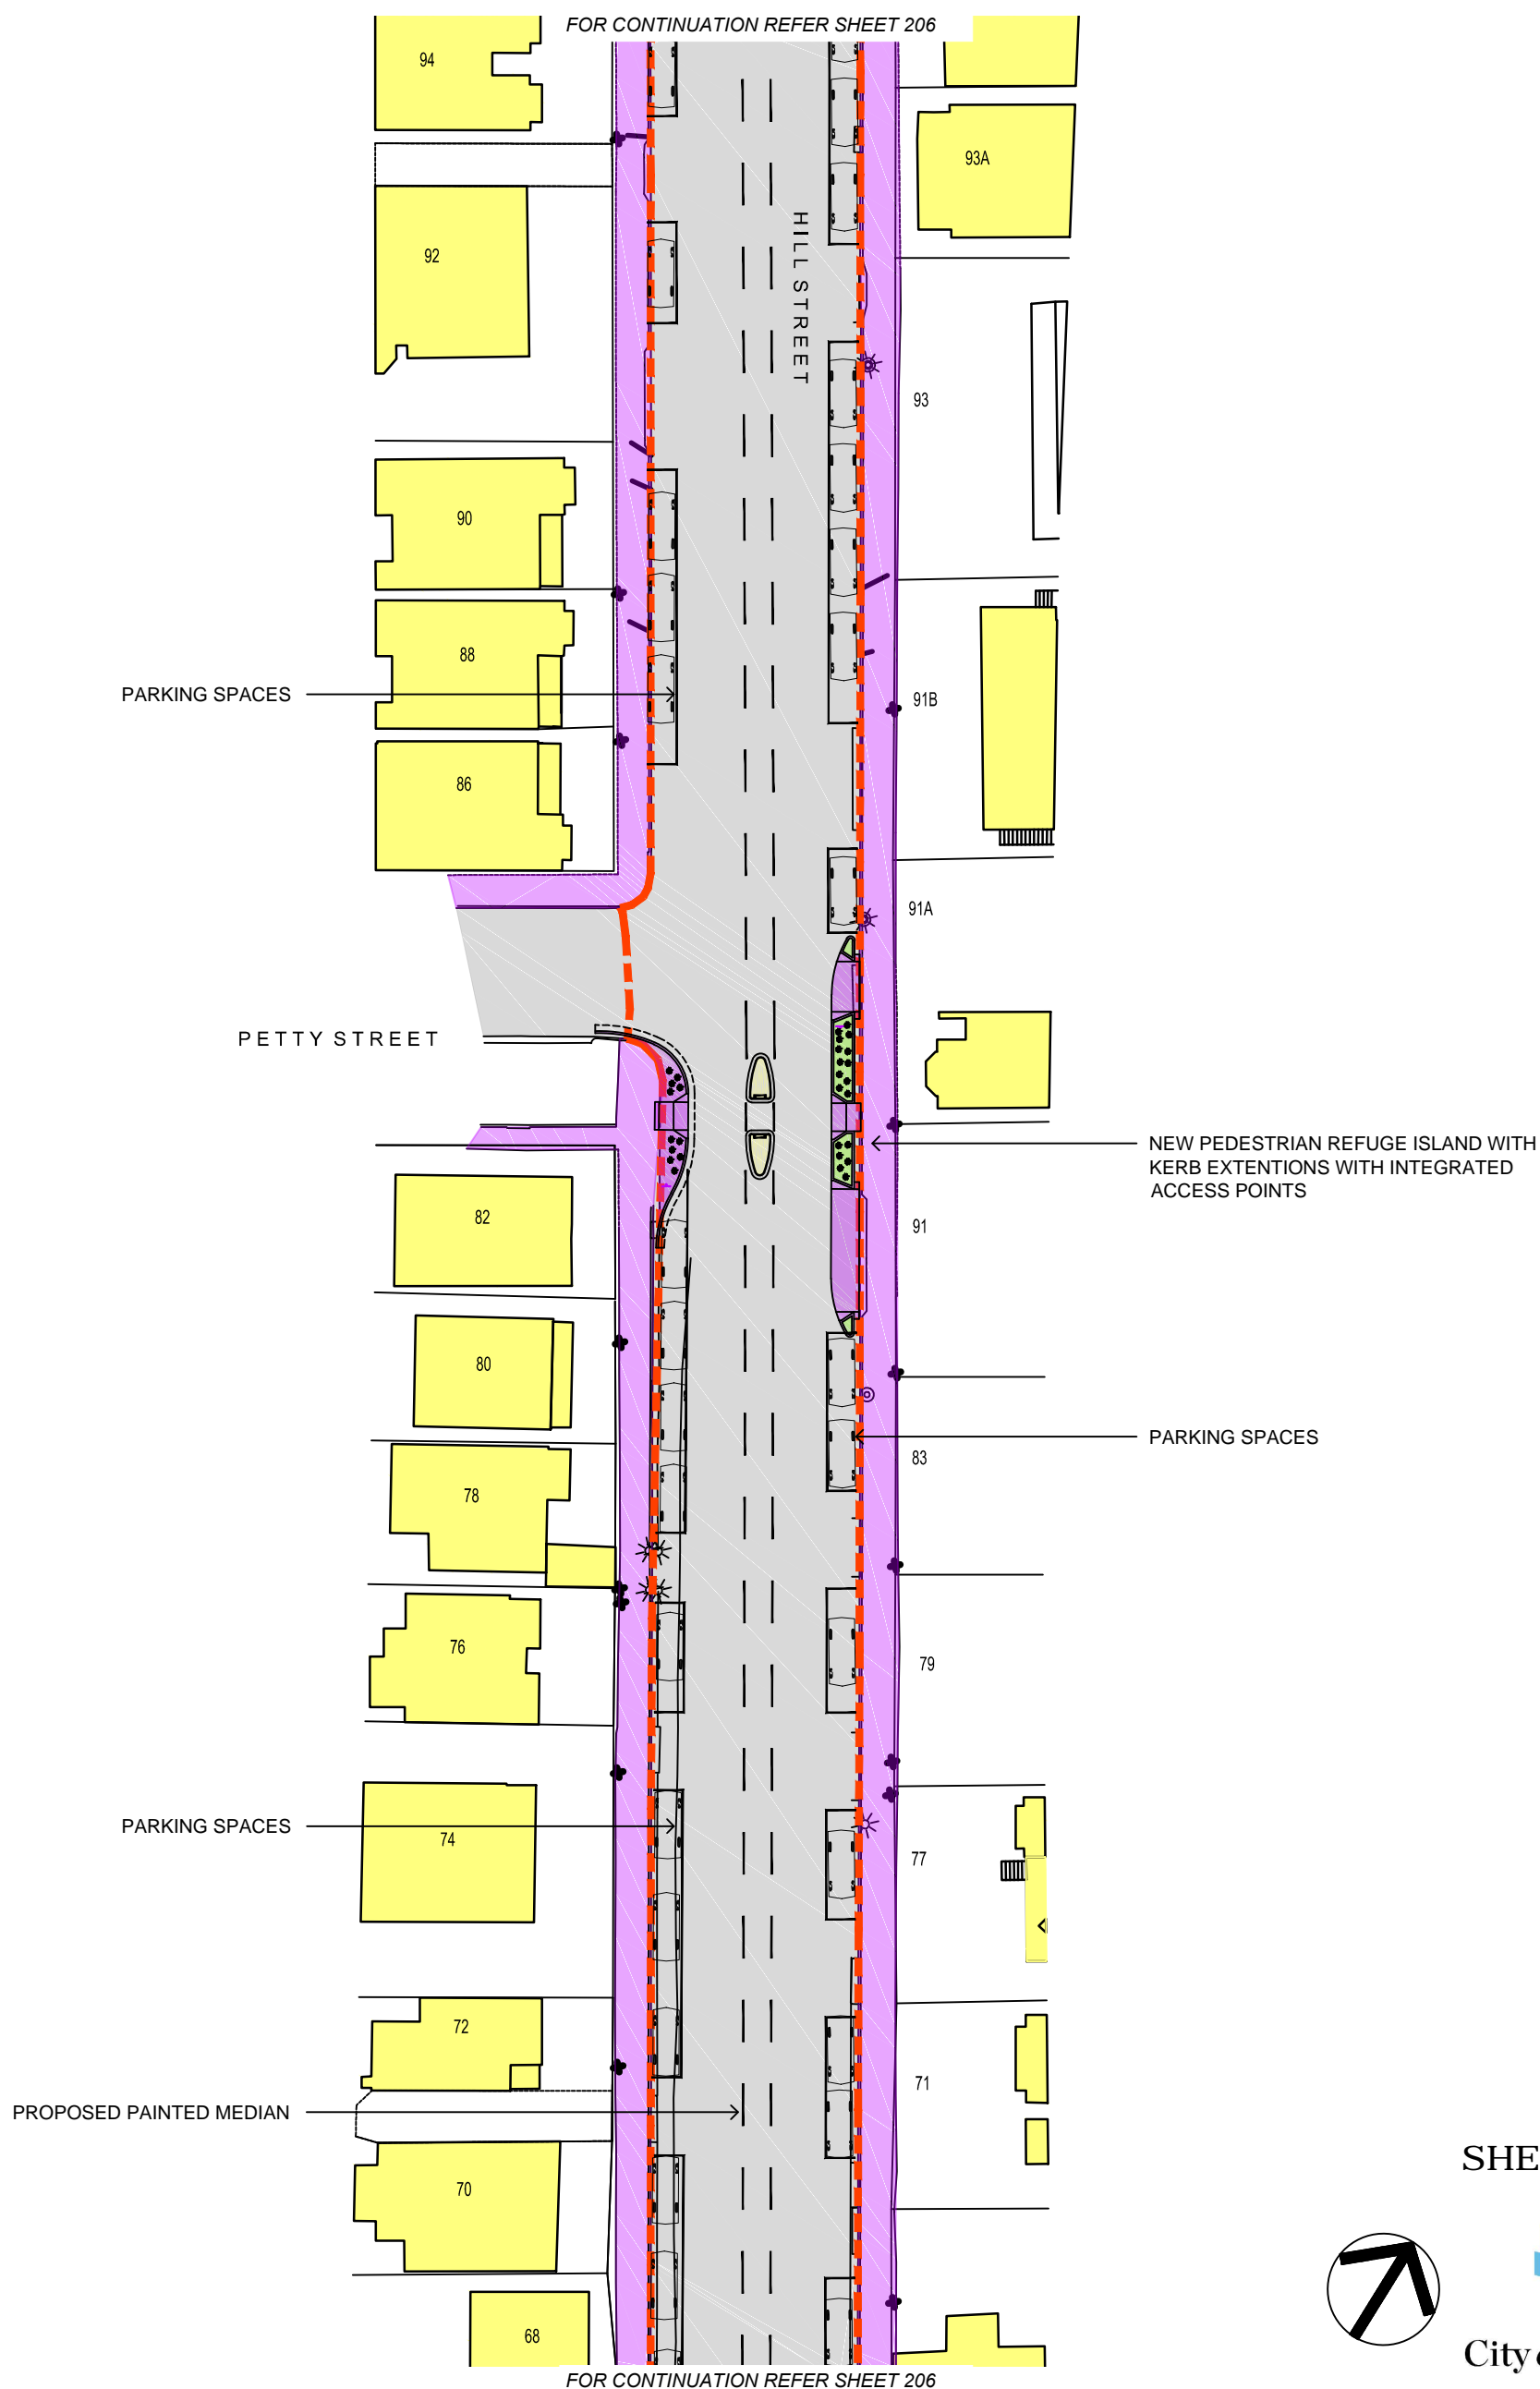 FOR CONTINUATION REFER SHEET 206
94
93A
92
HILL STREET
93
90
88
PARKING SPACES
91B
86
91A
PETTY STREET
NEW PEDESTRIAN REFUGE ISLAND WITH
KERB EXTENTIONS WITH INTEGRATED
ACCESS POINTS
82
91
80
PARKING SPACES
83
78
76
79
PARKING SPACES
74
77
72
71
PROPOSED PAINTED MEDIAN
SHE
70
68
City
FOR CONTINUATION REFER SHEET 206